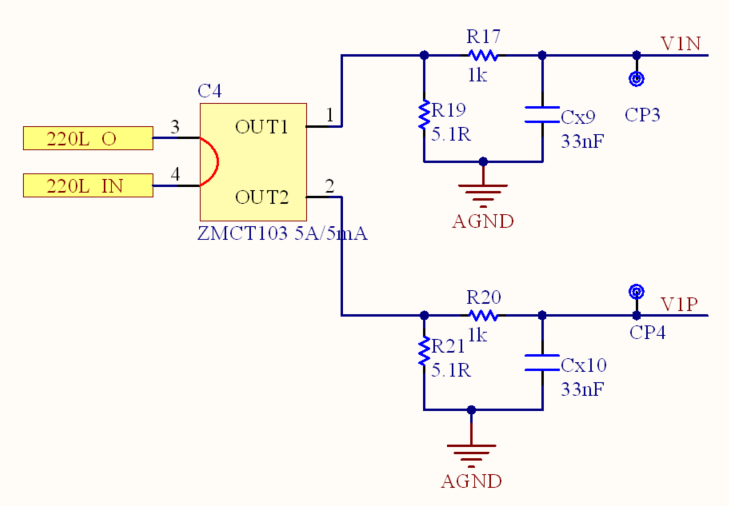 R17
V1N
1k
C4
1
R19
Cx9
CP3
5.1R
33nF
OUT1
3
220L O
4
220L IN
2
OUT2
ZMCT103 5A/5mA
AGND
R20
V1P
1k
CP4
R21
Cx10
5.1R
33nF
AGND